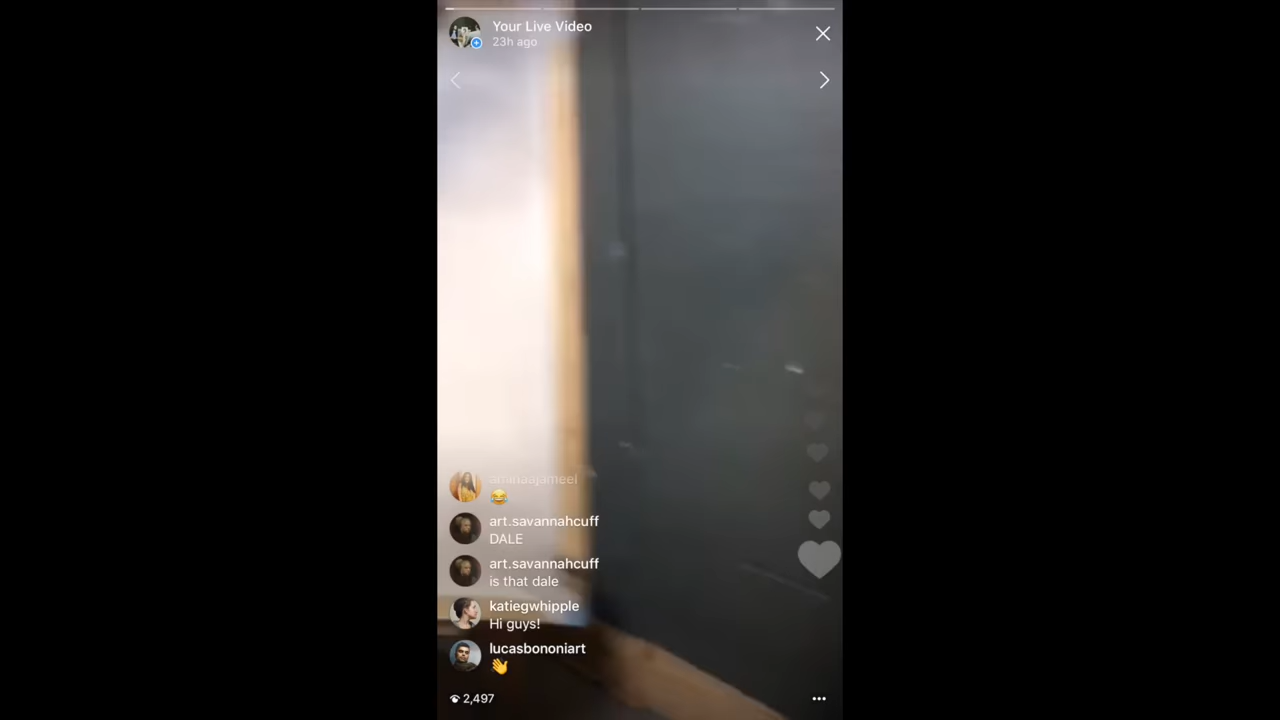 Your Live Video
23h ago
😂
art.savannahcuff
DALE
art.savannahcuff
is that dale
katiegwhipple
Hi guys!
lucasbononiart
👋
2,497